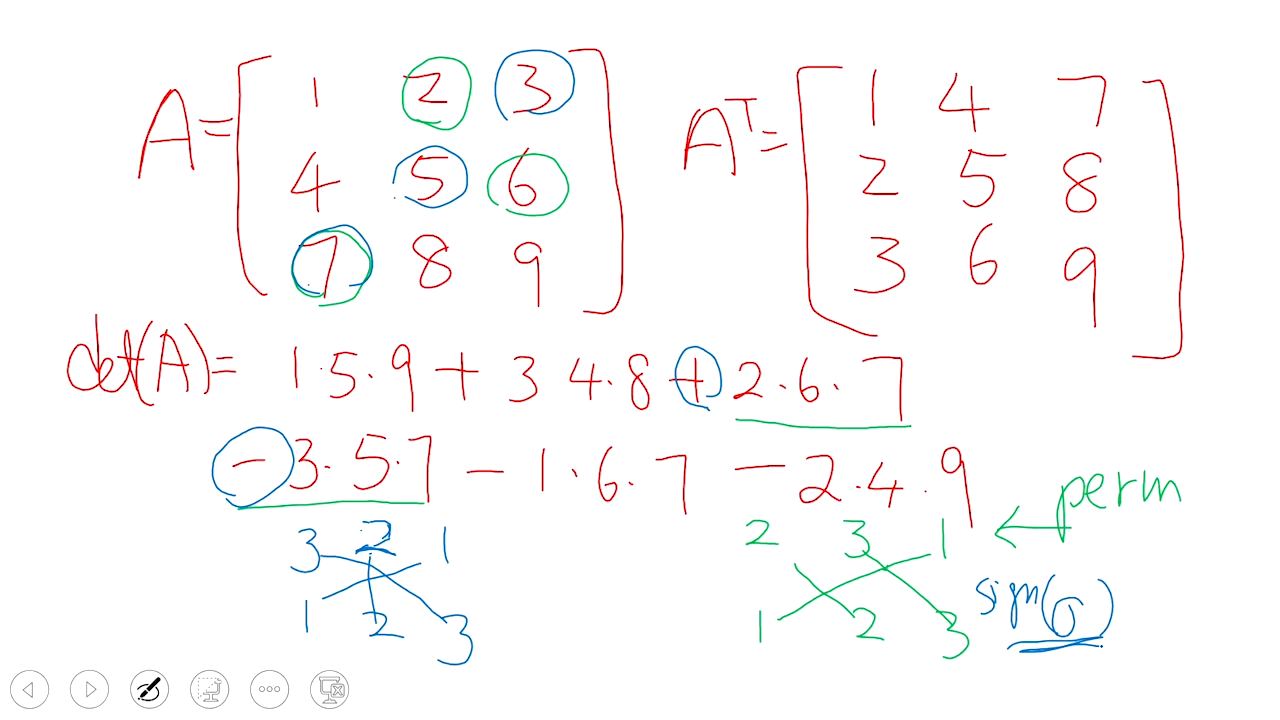 A = [ 1 2 3
4 5 6
7 8 9 ]
A^T = [ 1 4 7
2 5 8
3 6 9 ]
det(A) = 1·5·9 + 3 4·8 + 2·6·7
- 3·5·7 - 1·6·7 - 2·4·9
← perm
3 2 1
1 2 3
2 3 1
1 2 3
sign(σ)